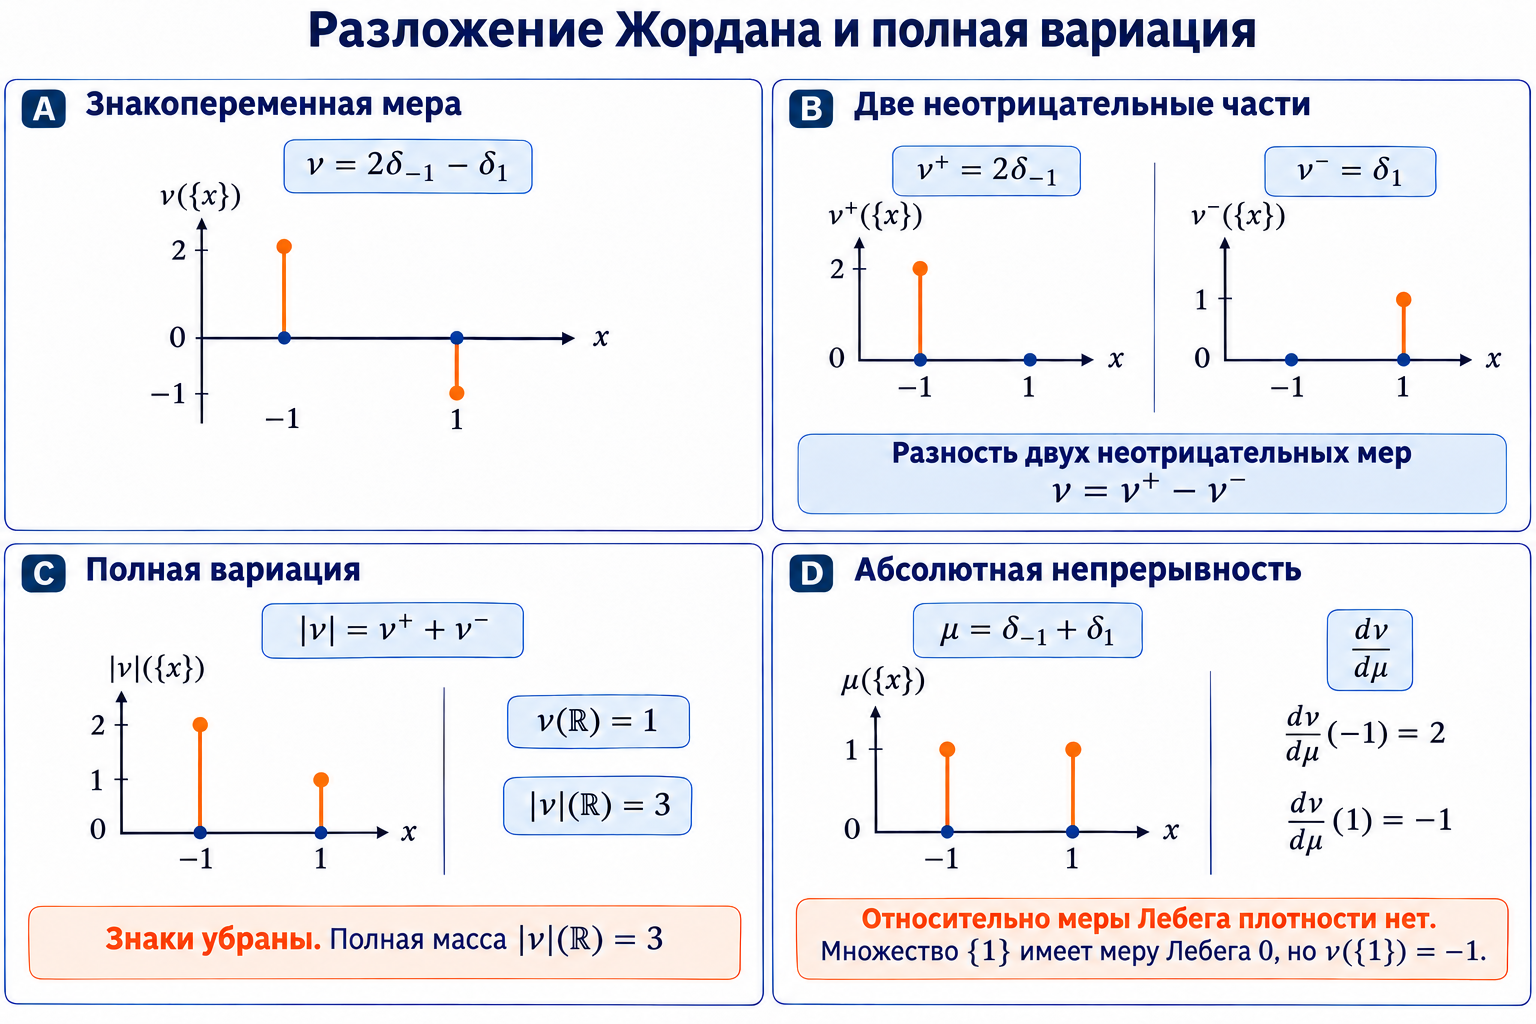 Разложение Жордана и полная вариация
A Знакопеременная мера
ν = 2δ₋₁ − δ₁
ν({x})
2
0
−1
x
−1
1
B Две неотрицательные части
ν⁺ = 2δ₋₁
ν⁺({x})
2
0
x
−1
1
ν⁻ = δ₁
ν⁻({x})
1
0
x
−1
1
Разность двух неотрицательных мер
ν = ν⁺ − ν⁻
C Полная вариация
|ν| = ν⁺ + ν⁻
|ν|({x})
2
1
0
x
−1
1
ν(ℝ) = 1
|ν|(ℝ) = 3
Знаки убраны. Полная масса |ν|(ℝ) = 3
D Абсолютная непрерывность
μ = δ₋₁ + δ₁
μ({x})
1
0
x
−1
1
dν/dμ
dν/dμ (−1) = 2
dν/dμ (1) = −1
Относительно меры Лебега плотности нет.
Множество {1} имеет меру Лебега 0, но ν({1}) = −1.